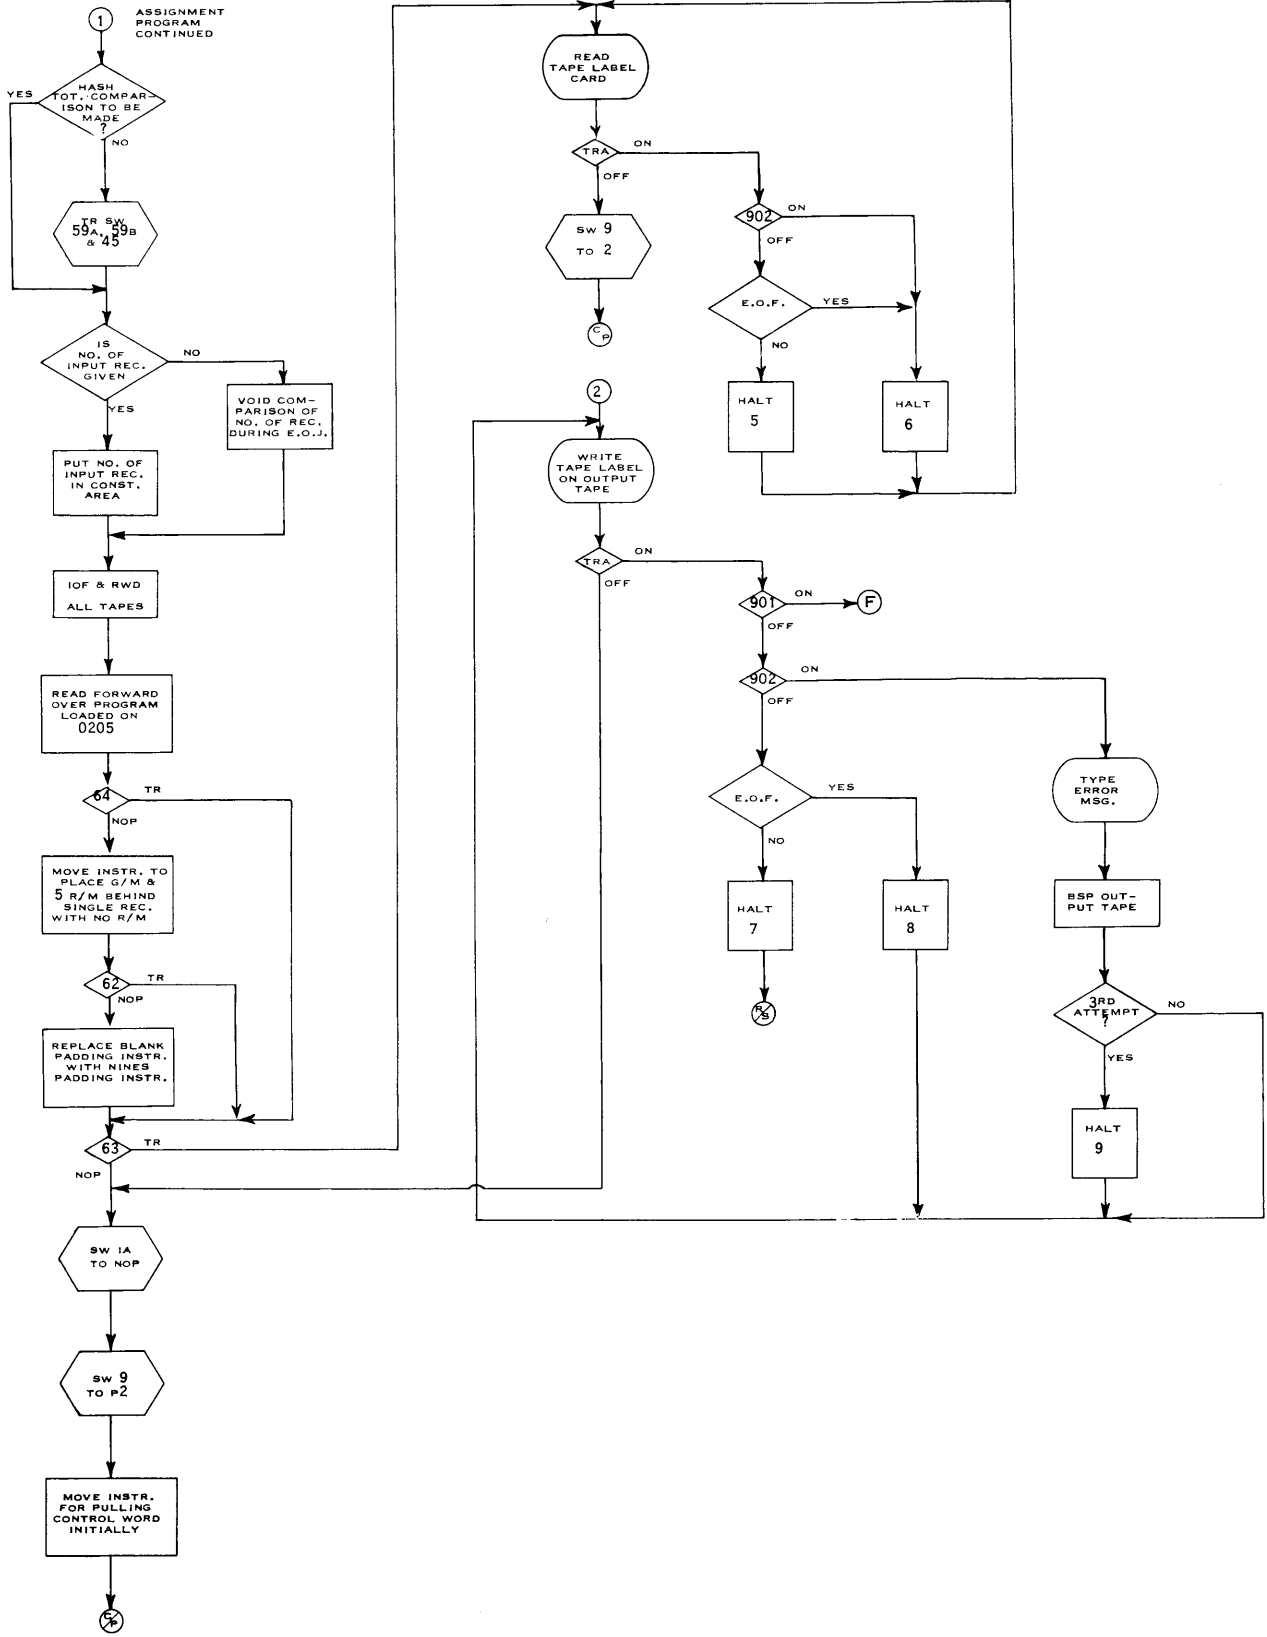 1
ASSIGNMENT
PROGRAM
CONTINUED
HASH
TOT. COMPAR-
ISON TO BE
MADE
?
YES
NO
TR SW
59A, 59B
& 45
IS
NO. OF
INPUT REC.
GIVEN
NO
YES
VOID COM-
PARISON OF
NO. OF REC.
DURING E.O.J.
PUT NO. OF
INPUT REC.
IN CONST.
AREA
IOF & RWD
ALL TAPES
READ FORWARD
OVER PROGRAM
LOADED ON
0205
64
TR
NOP
MOVE INSTR. TO
PLACE G/M &
5 R/M BEHIND
SINGLE REC.
WITH NO R/M
62
TR
NOP
REPLACE BLANK
PADDING INSTR.
WITH NINES
PADDING INSTR.
63
TR
NOP
SW 1A
TO NOP
SW 9
TO P2
MOVE INSTR.
FOR PULLING
CONTROL WORD
INITIALLY
C/P
READ
TAPE LABEL
CARD
TRA
ON
OFF
SW 9
TO 2
C P
902
ON
OFF
E.O.F.
YES
NO
HALT
5
HALT
6
2
WRITE
TAPE LABEL
ON OUTPUT
TAPE
TRA
ON
OFF
901
ON
F
OFF
902
ON
OFF
E.O.F.
YES
NO
HALT
7
HALT
8
R/S
TYPE
ERROR
MSG.
BSP OUT-
PUT TAPE
3RD
ATTEMPT
?
NO
YES
HALT
9